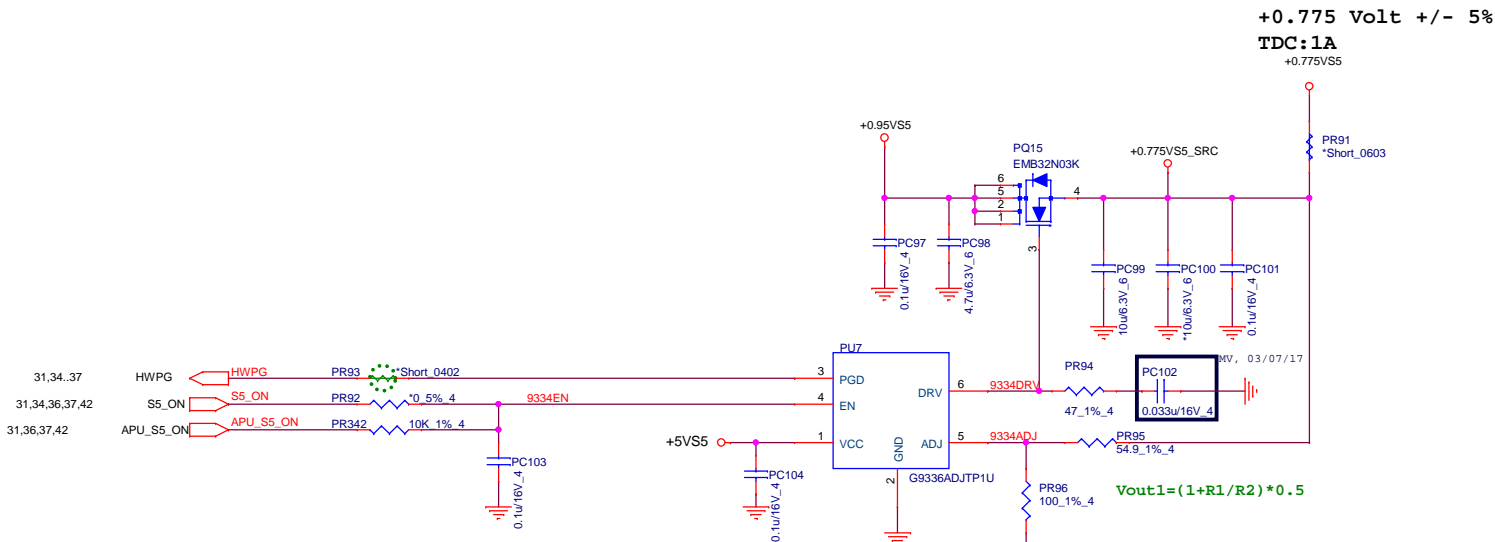 +0.775 Volt +/- 5%
TDC:1A
+0.775VS5
+0.95VS5
PQ15
EMB32N03K
+0.775VS5_SRC
PR91
*Short_0603
6
5
2
1
4
3
PC97
0.1u/16V_4
PC98
4.7u/6.3V_6
PC99
10u/6.3V_6
PC100
*10u/6.3V_6
PC101
0.1u/16V_4
PU7
MV, 03/07/17
31,34..37
HWPG
HWPG
PR93
*Short_0402
3
PGD
PR94
PC102
31,34,36,37,42
S5_ON
S5_ON
PR92
*0_5%_4
9334EN
4
EN
DRV
6
9334DRV
47_1%_4
0.033u/16V_4
31,36,37,42
APU_S5_ON
APU_S5_ON
PR342
10K_1%_4
+5VS5
1
VCC
GND
ADJ
5
9334ADJ
PR95
54.9_1%_4
PC103
0.1u/16V_4
PC104
0.1u/16V_4
2
G9336ADJTP1U
PR96
100_1%_4
Vout1=(1+R1/R2)*0.5